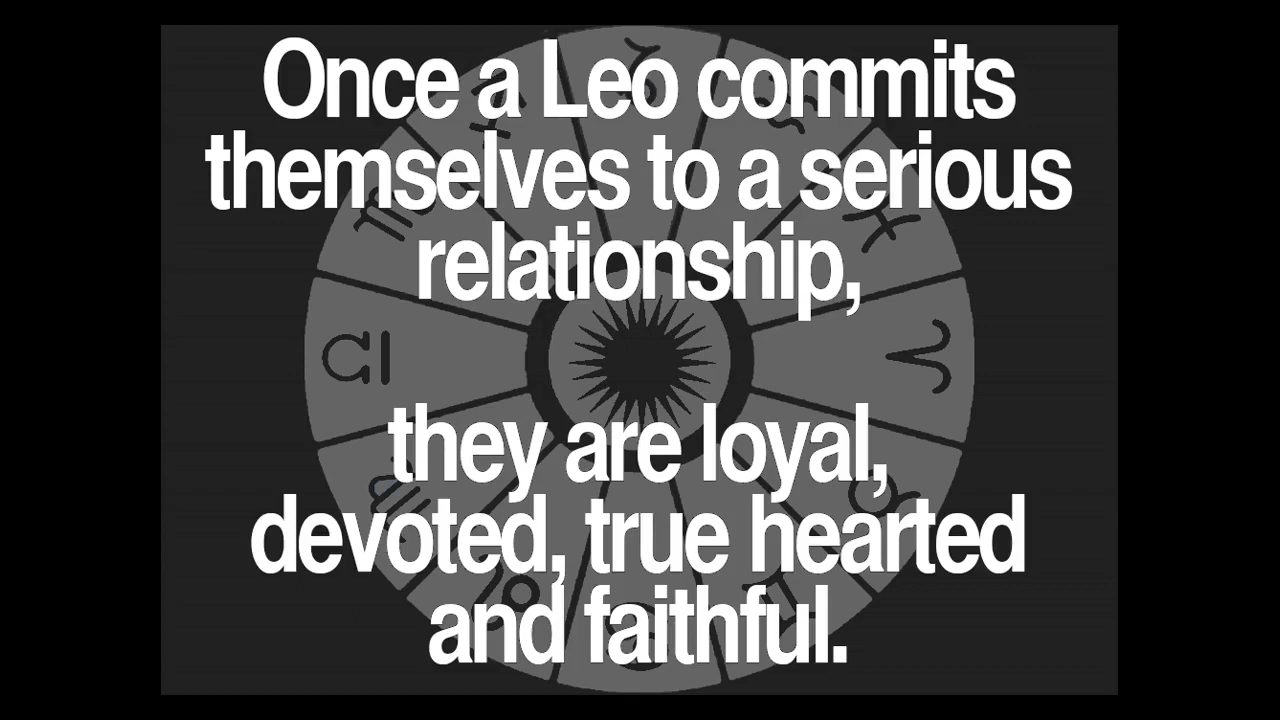 Once a Leo commits
themselves to a serious
relationship,
they are loyal,
devoted, true hearted
and faithful.